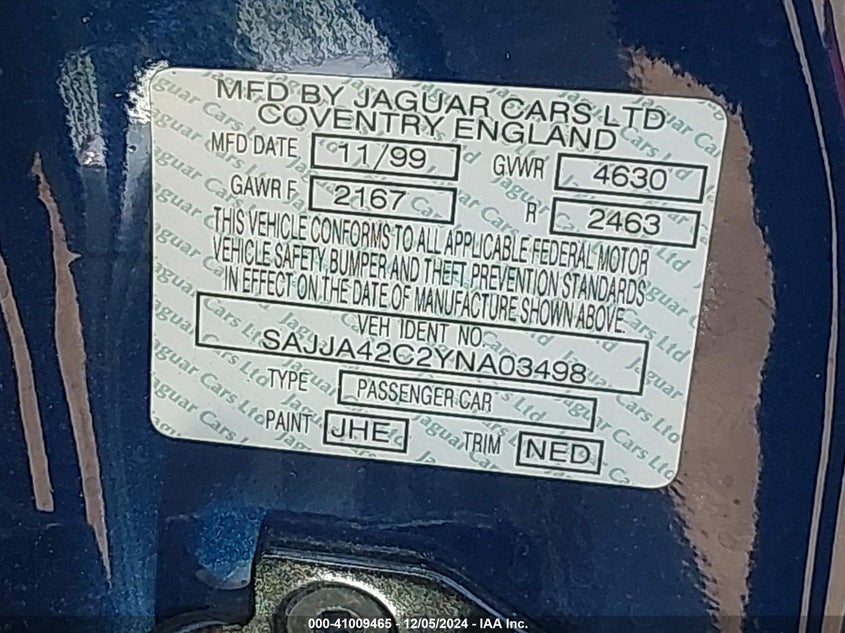 MFD BY JAGUAR CARS LTD
COVENTRY ENGLAND
MFD DATE 11/99 GVWR 4630
GAWR F 2167 R 2463
THIS VEHICLE CONFORMS TO ALL APPLICABLE FEDERAL MOTOR
VEHICLE SAFETY, BUMPER AND THEFT PREVENTION STANDARDS
IN EFFECT ON THE DATE OF MANUFACTURE SHOWN ABOVE.
VEH IDENT NO.
SAJJA42C2YNA03498
TYPE PASSENGER CAR
PAINT JHE TRIM NED
000-41009465 - 12/05/2024 - IAA Inc.